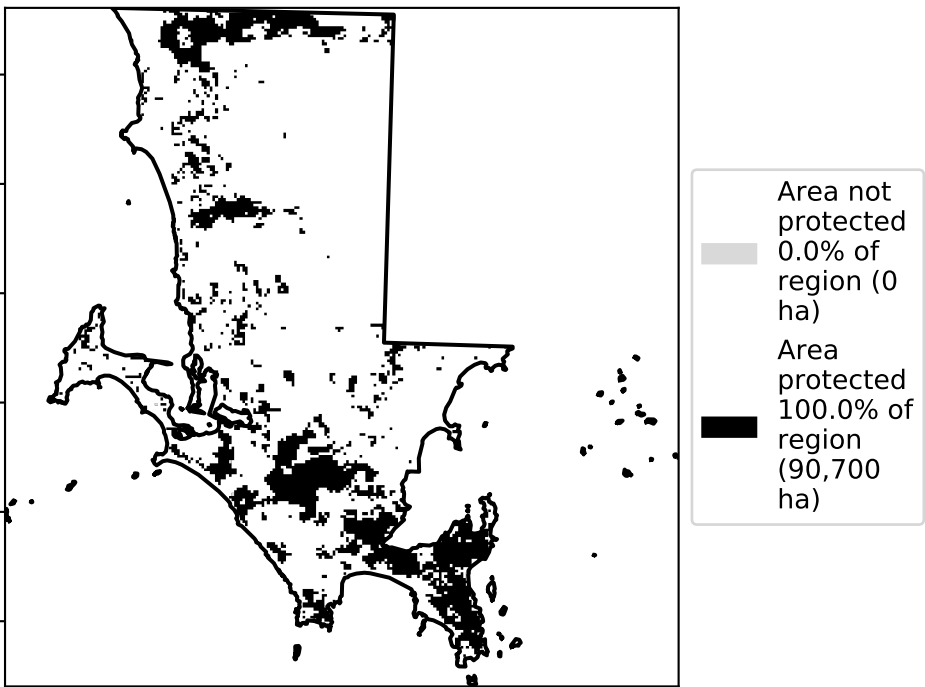 Area not
protected
0.0% of
region (0
ha)
Area
protected
100.0% of
region
(90,700
ha)